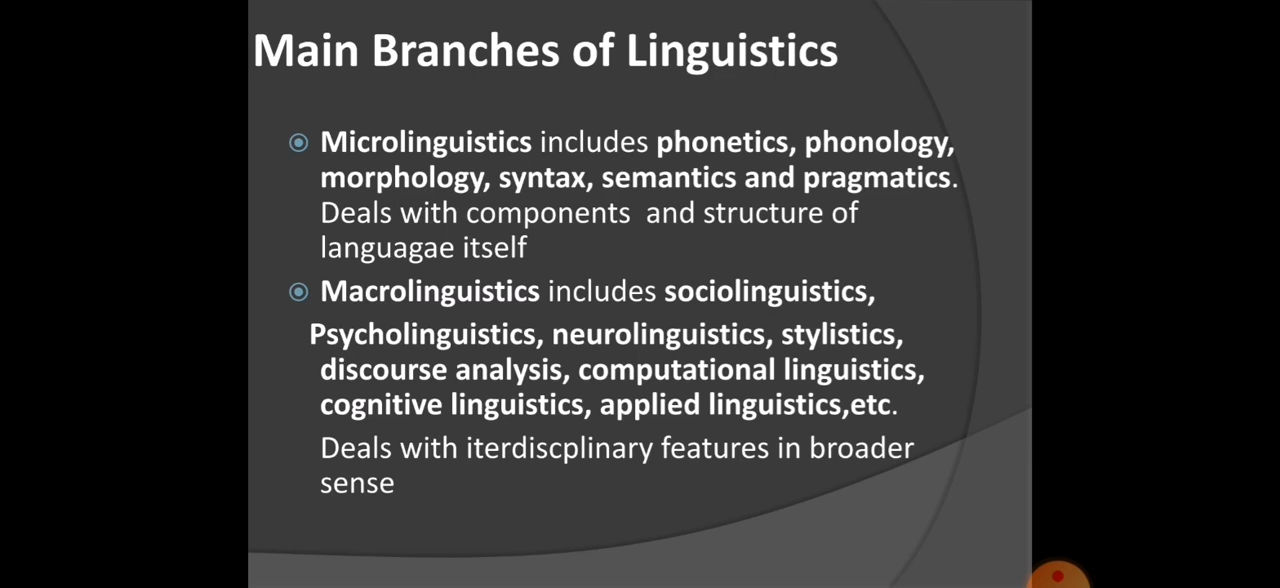 Main Branches of Linguistics
Microlinguistics includes phonetics, phonology,
morphology, syntax, semantics and pragmatics.
Deals with components  and structure of
languagae itself
Macrolinguistics includes sociolinguistics,
Psycholinguistics, neurolinguistics, stylistics,
discourse analysis, computational linguistics,
cognitive linguistics, applied linguistics,etc.
Deals with iterdiscplinary features in broader
sense